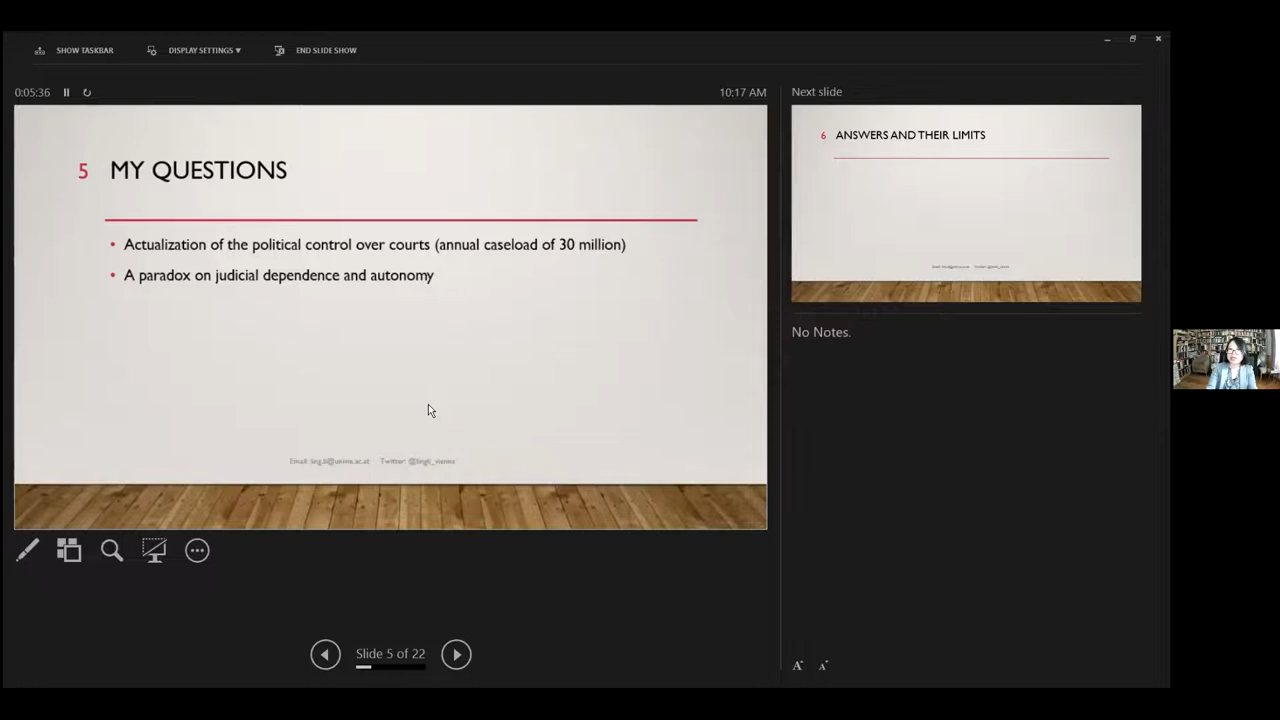 SHOW TASKBAR
DISPLAY SETTINGS ▾
END SLIDE SHOW
0:05:36
10:17 AM
5 MY QUESTIONS
• Actualization of the political control over courts (annual caseload of 30 million)
• A paradox on judicial dependence and autonomy
Email: Twitter:
Slide 5 of 22
Next slide
6 ANSWERS AND THEIR LIMITS
No Notes.
A A